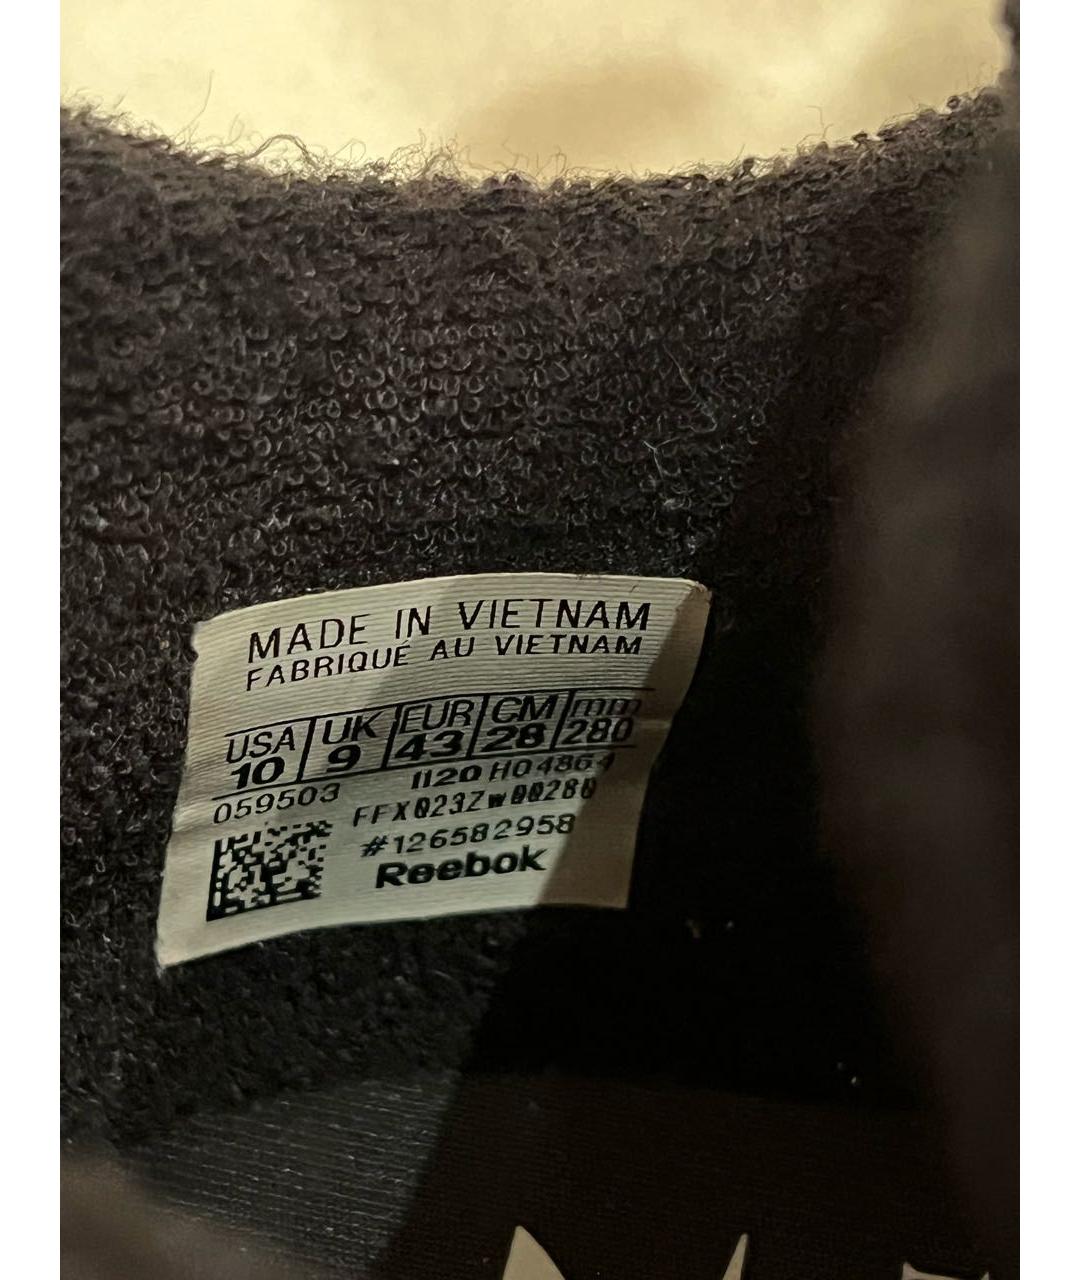 MADE IN VIETNAM
FABRIQUÉ AU VIETNAM
USA UK EUR CM mm
10 9 43 28 280
059503 1120 H04864
FFX023ZW00280
#126582958
Reebok